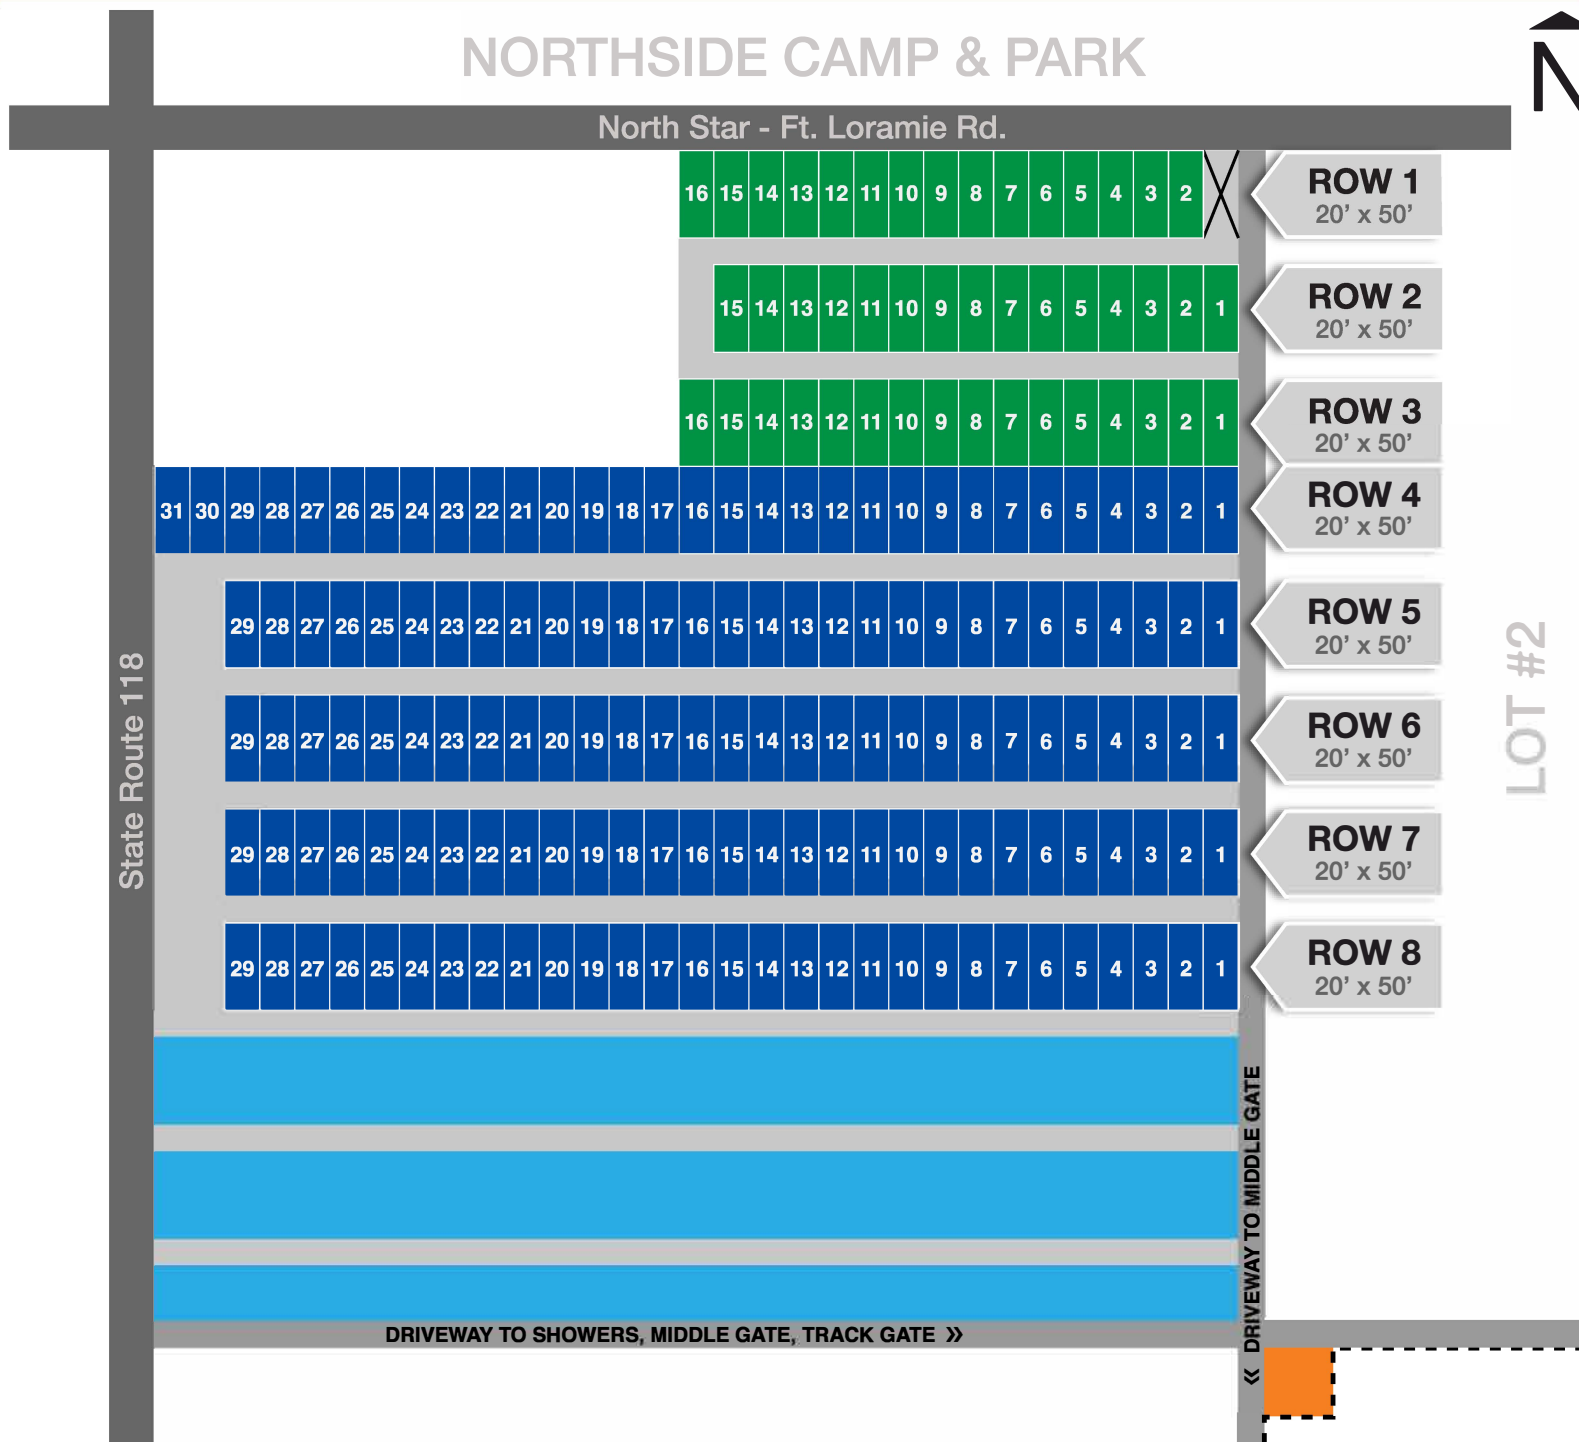 NORTHSIDE CAMP & PARK
N
North Star - Ft. Loramie Rd.
16 15 14 13 12 11 10 9 8 7 6 5 4 3 2
ROW 1
20’ x 50’
15 14 13 12 11 10 9 8 7 6 5 4 3 2 1
ROW 2
20’ x 50’
16 15 14 13 12 11 10 9 8 7 6 5 4 3 2 1
ROW 3
20’ x 50’
31 30 29 28 27 26 25 24 23 22 21 20 19 18 17 16 15 14 13 12 11 10 9 8 7 6 5 4 3 2 1
ROW 4
20’ x 50’
29 28 27 26 25 24 23 22 21 20 19 18 17 16 15 14 13 12 11 10 9 8 7 6 5 4 3 2 1
ROW 5
20’ x 50’
29 28 27 26 25 24 23 22 21 20 19 18 17 16 15 14 13 12 11 10 9 8 7 6 5 4 3 2 1
ROW 6
20’ x 50’
29 28 27 26 25 24 23 22 21 20 19 18 17 16 15 14 13 12 11 10 9 8 7 6 5 4 3 2 1
ROW 7
20’ x 50’
29 28 27 26 25 24 23 22 21 20 19 18 17 16 15 14 13 12 11 10 9 8 7 6 5 4 3 2 1
ROW 8
20’ x 50’
State Route 118
LOT #2
« DRIVEWAY TO MIDDLE GATE
DRIVEWAY TO SHOWERS, MIDDLE GATE, TRACK GATE »